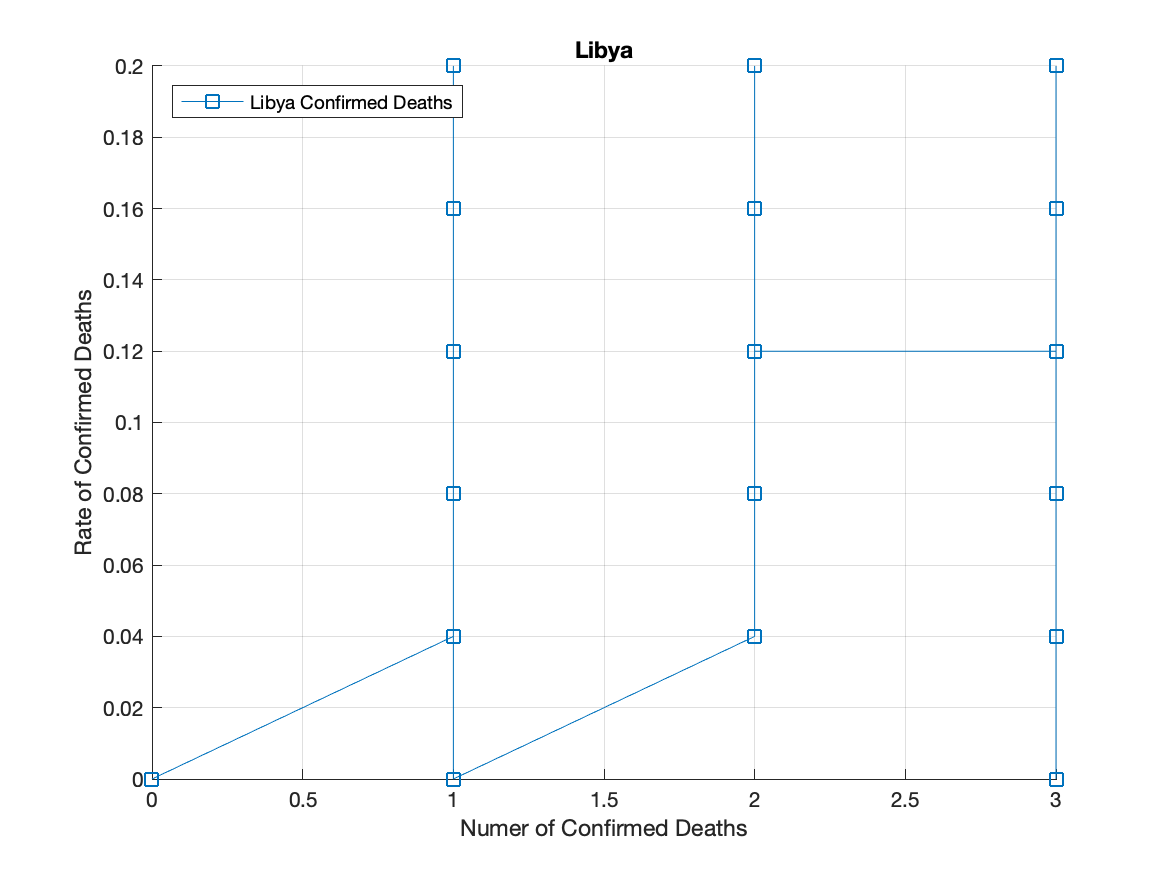 Libya
0.2
Libya Confirmed Deaths
0.18
0.16
0.14
0.12
0.1
0.08
0.06
0.04
0.02
0
Rate of Confirmed Deaths
0 0.5 1 1.5 2 2.5 3
Numer of Confirmed Deaths